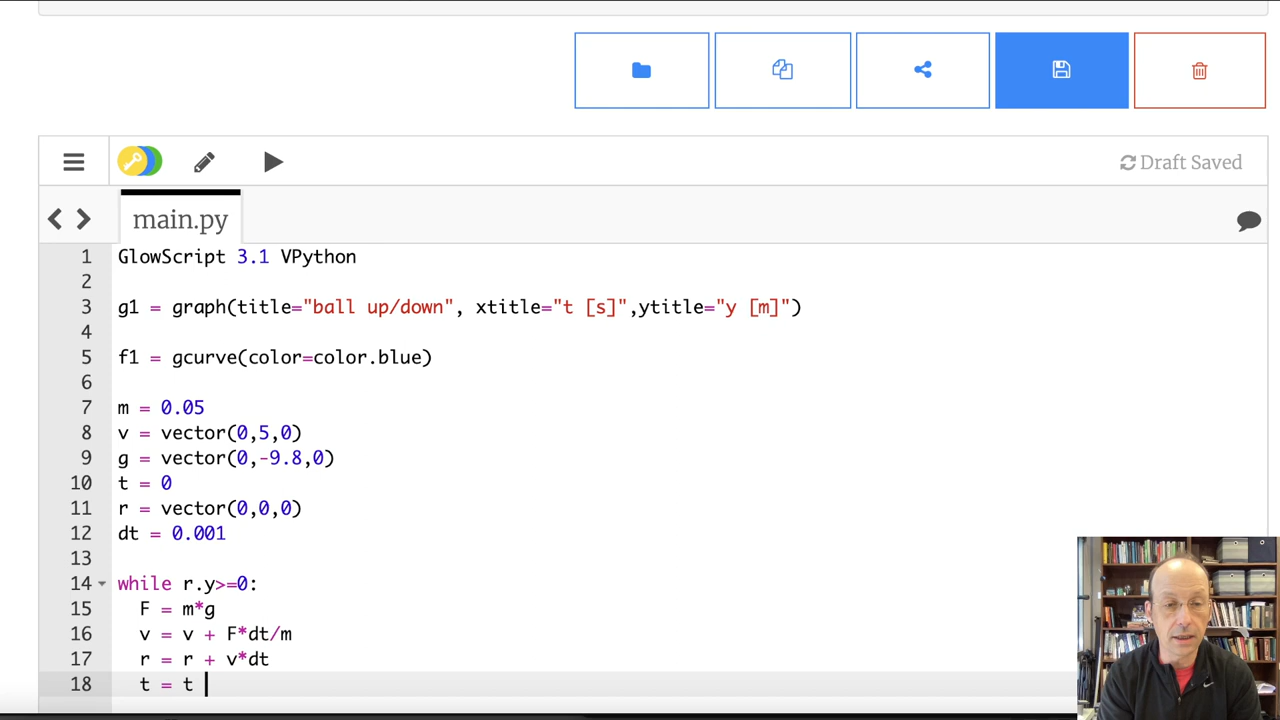 Draft Saved
main.py
1 GlowScript 3.1 VPython
2
3 g1 = graph(title="ball up/down", xtitle="t [s]",ytitle="y [m]")
4
5 f1 = gcurve(color=color.blue)
6
7 m = 0.05
8 v = vector(0,5,0)
9 g = vector(0,-9.8,0)
10 t = 0
11 r = vector(0,0,0)
12 dt = 0.001
13
14 while r.y>=0:
15 F = m*g
16 v = v + F*dt/m
17 r = r + v*dt
18 t = t